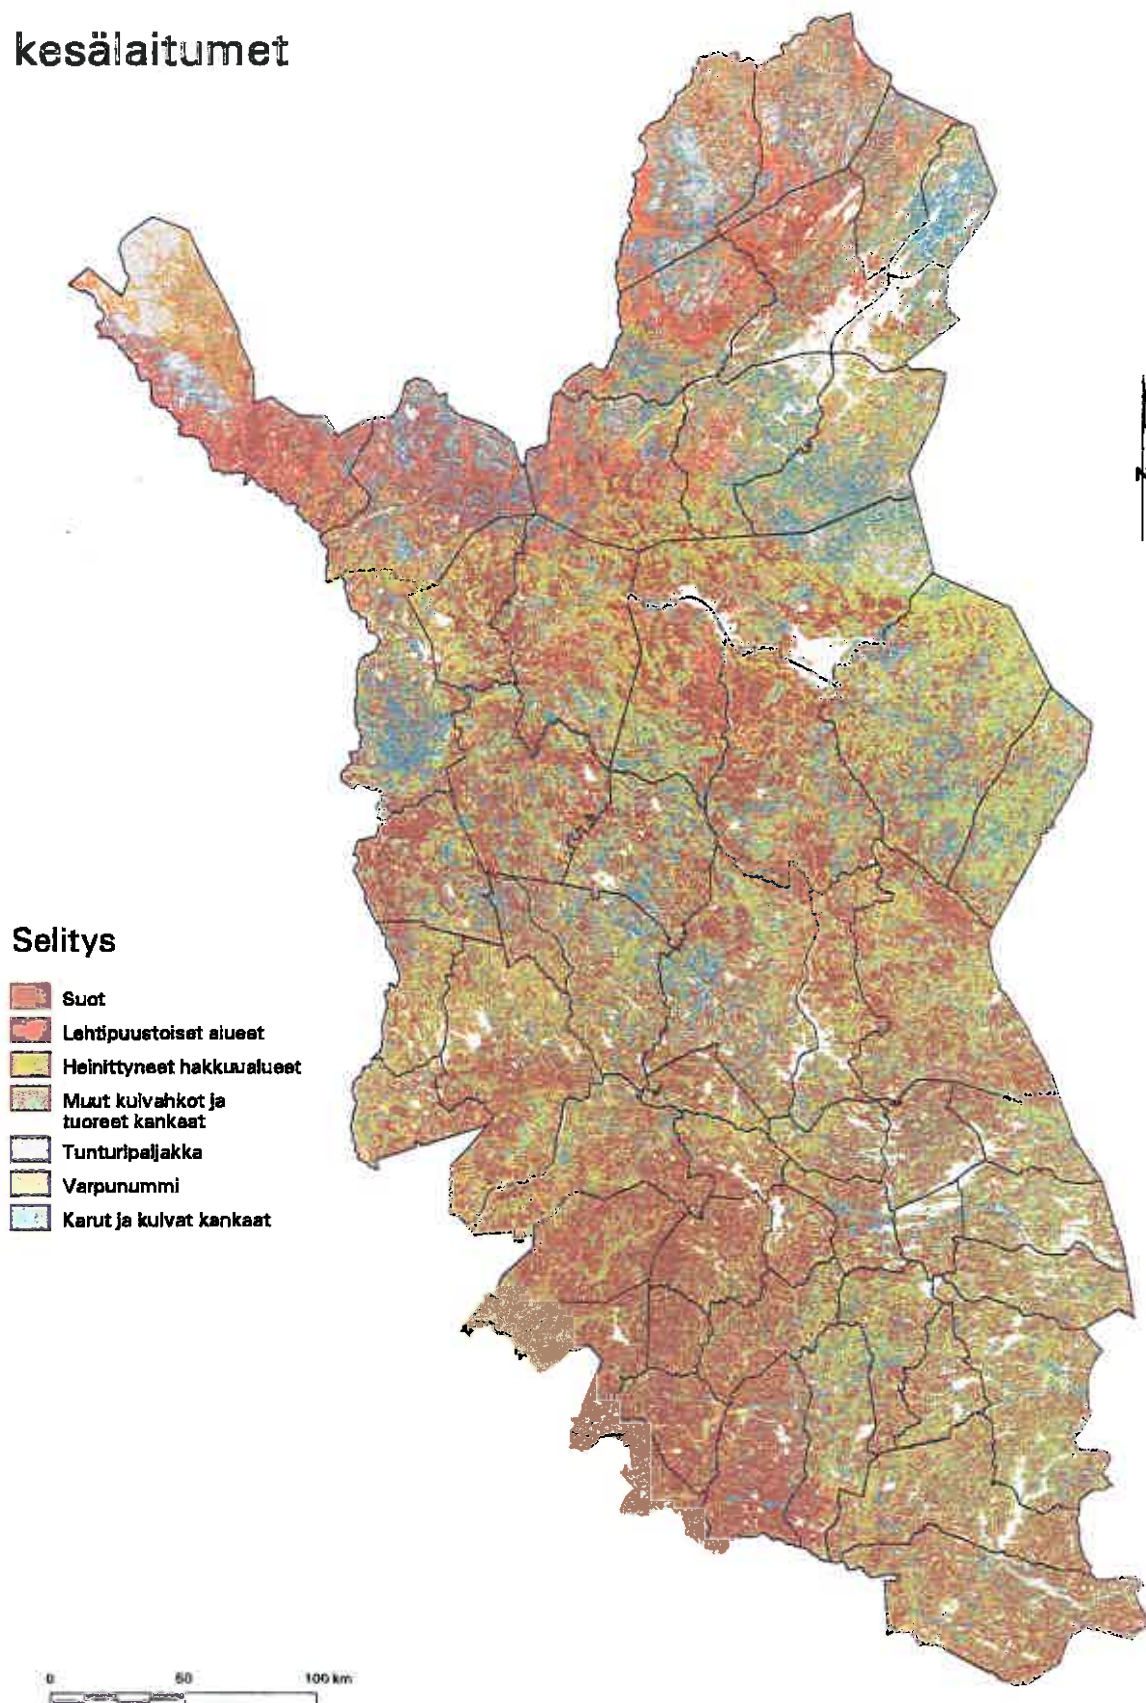 kesälaitumet
Selitys
Suot
Lehtipuustoiset alueet
Heinittyneet hakkuualueet
Muut kuivahkot ja
tuoreet kankaat
Tunturipaljakka
Varpunummi
Karut ja kuivat kankaat
0 50 100 km